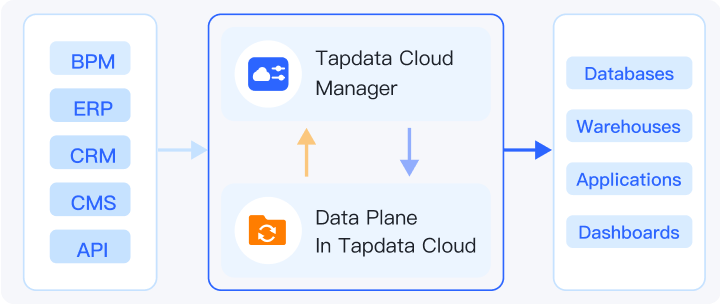 BPM
ERP
CRM
CMS
API
Tapdata Cloud
Manager
Data Plane
In Tapdata Cloud
Databases
Warehouses
Applications
Dashboards